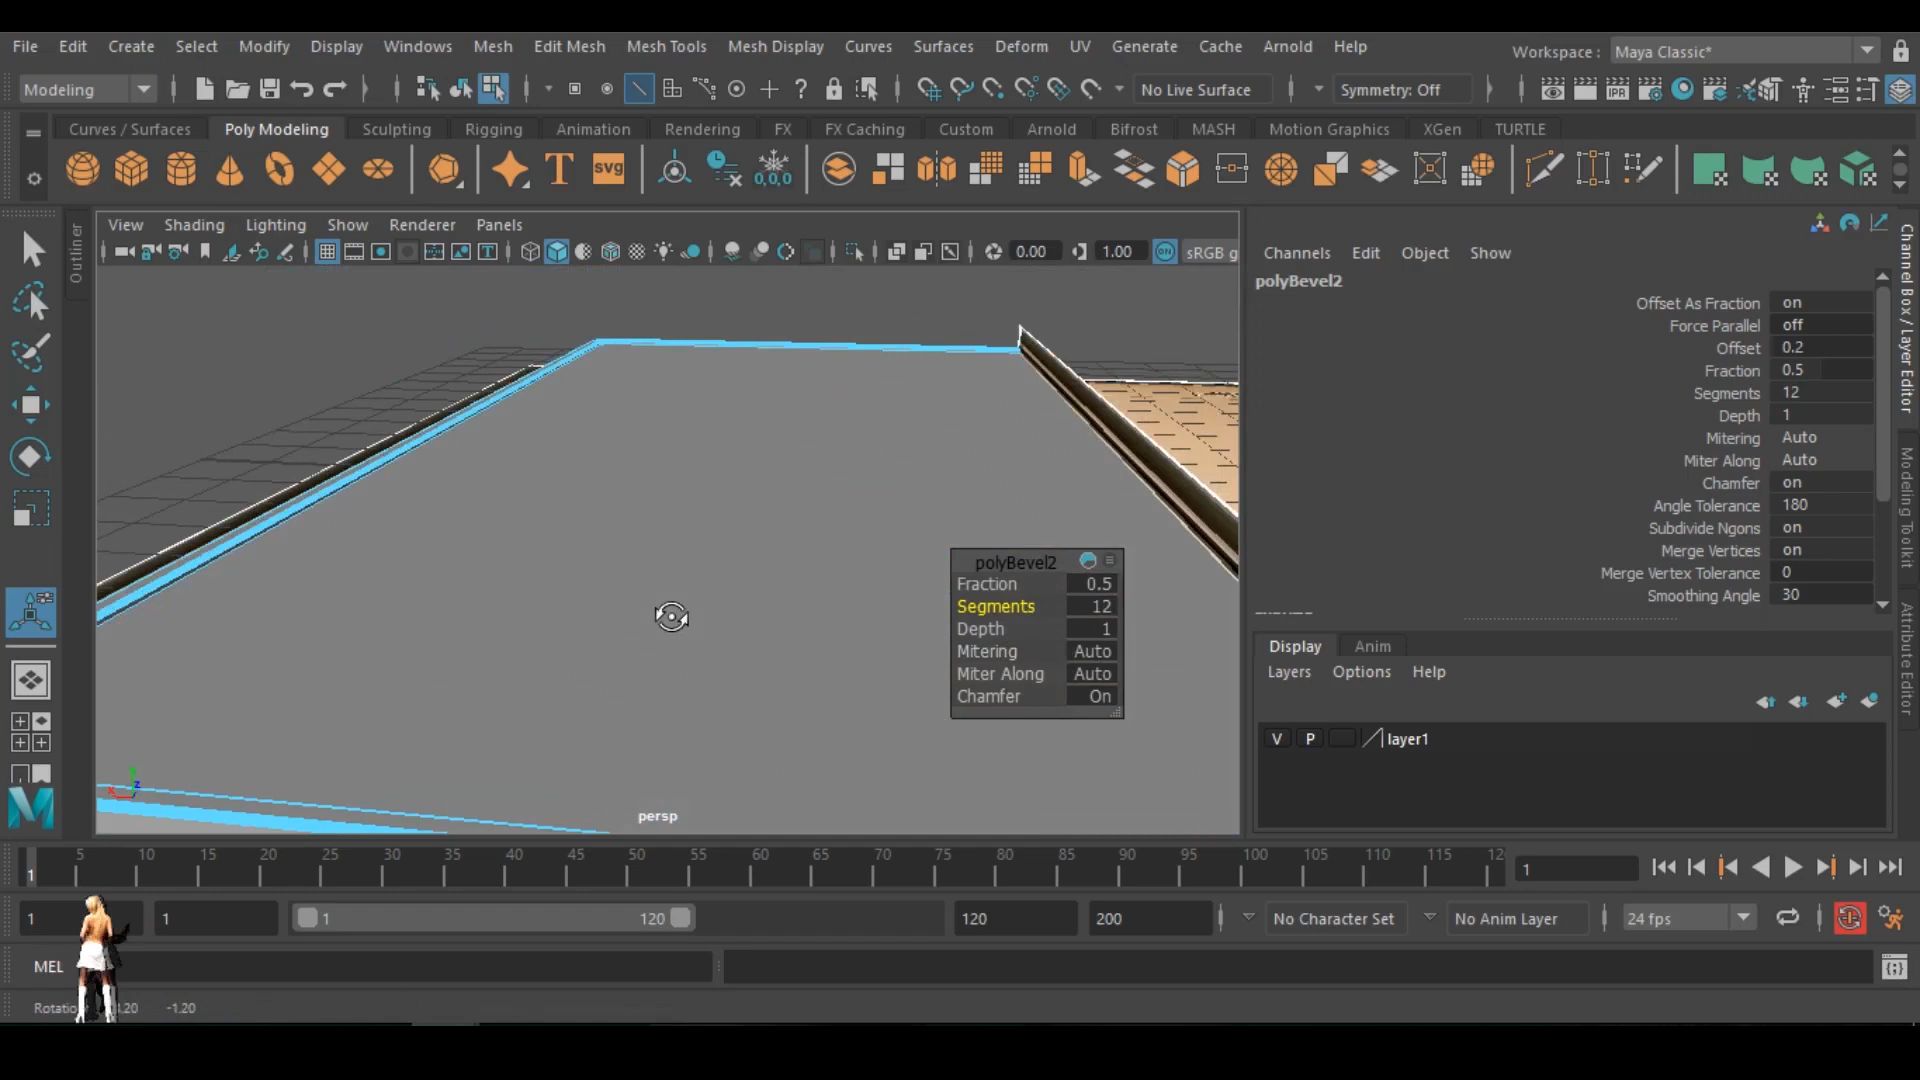 File Edit Create Select Modify Display Windows Mesh Edit Mesh Mesh Tools Mesh Display Curves Surfaces Deform UV Generate Cache Arnold Help Workspace : Maya Classic*
Modeling No Live Surface Symmetry: Off
Curves / Surfaces Poly Modeling Sculpting Rigging Animation Rendering FX FX Caching Custom Arnold Bifrost MASH Motion Graphics XGen TURTLE
T SVG 0,0,0
View Shading Lighting Show Renderer Panels
0.00 1.00 ON sRGB g
Outliner
Channels Edit Object Show
polyBevel2
Offset As Fraction on
Force Parallel off
Offset 0.2
Fraction 0.5
Segments 12
Depth 1
Mitering Auto
Miter Along Auto
Chamfer on
Angle Tolerance 180
Subdivide Ngons on
Merge Vertices on
Merge Vertex Tolerance 0
Smoothing Angle 30
Channel Box / Layer Editor
Modeling Toolkit
Attribute Editor
polyBevel2
Fraction 0.5
Segments 12
Depth 1
Mitering Auto
Miter Along Auto
Chamfer On
Display Anim
Layers Options Help
V P layer1
persp
5 10 15 20 25 30 35 40 45 50 55 60 65 70 75 80 85 90 95 100 105 110 115 12
1 1
1 1 1 120 120 200 No Character Set No Anim Layer 24 fps
MEL
-1.20